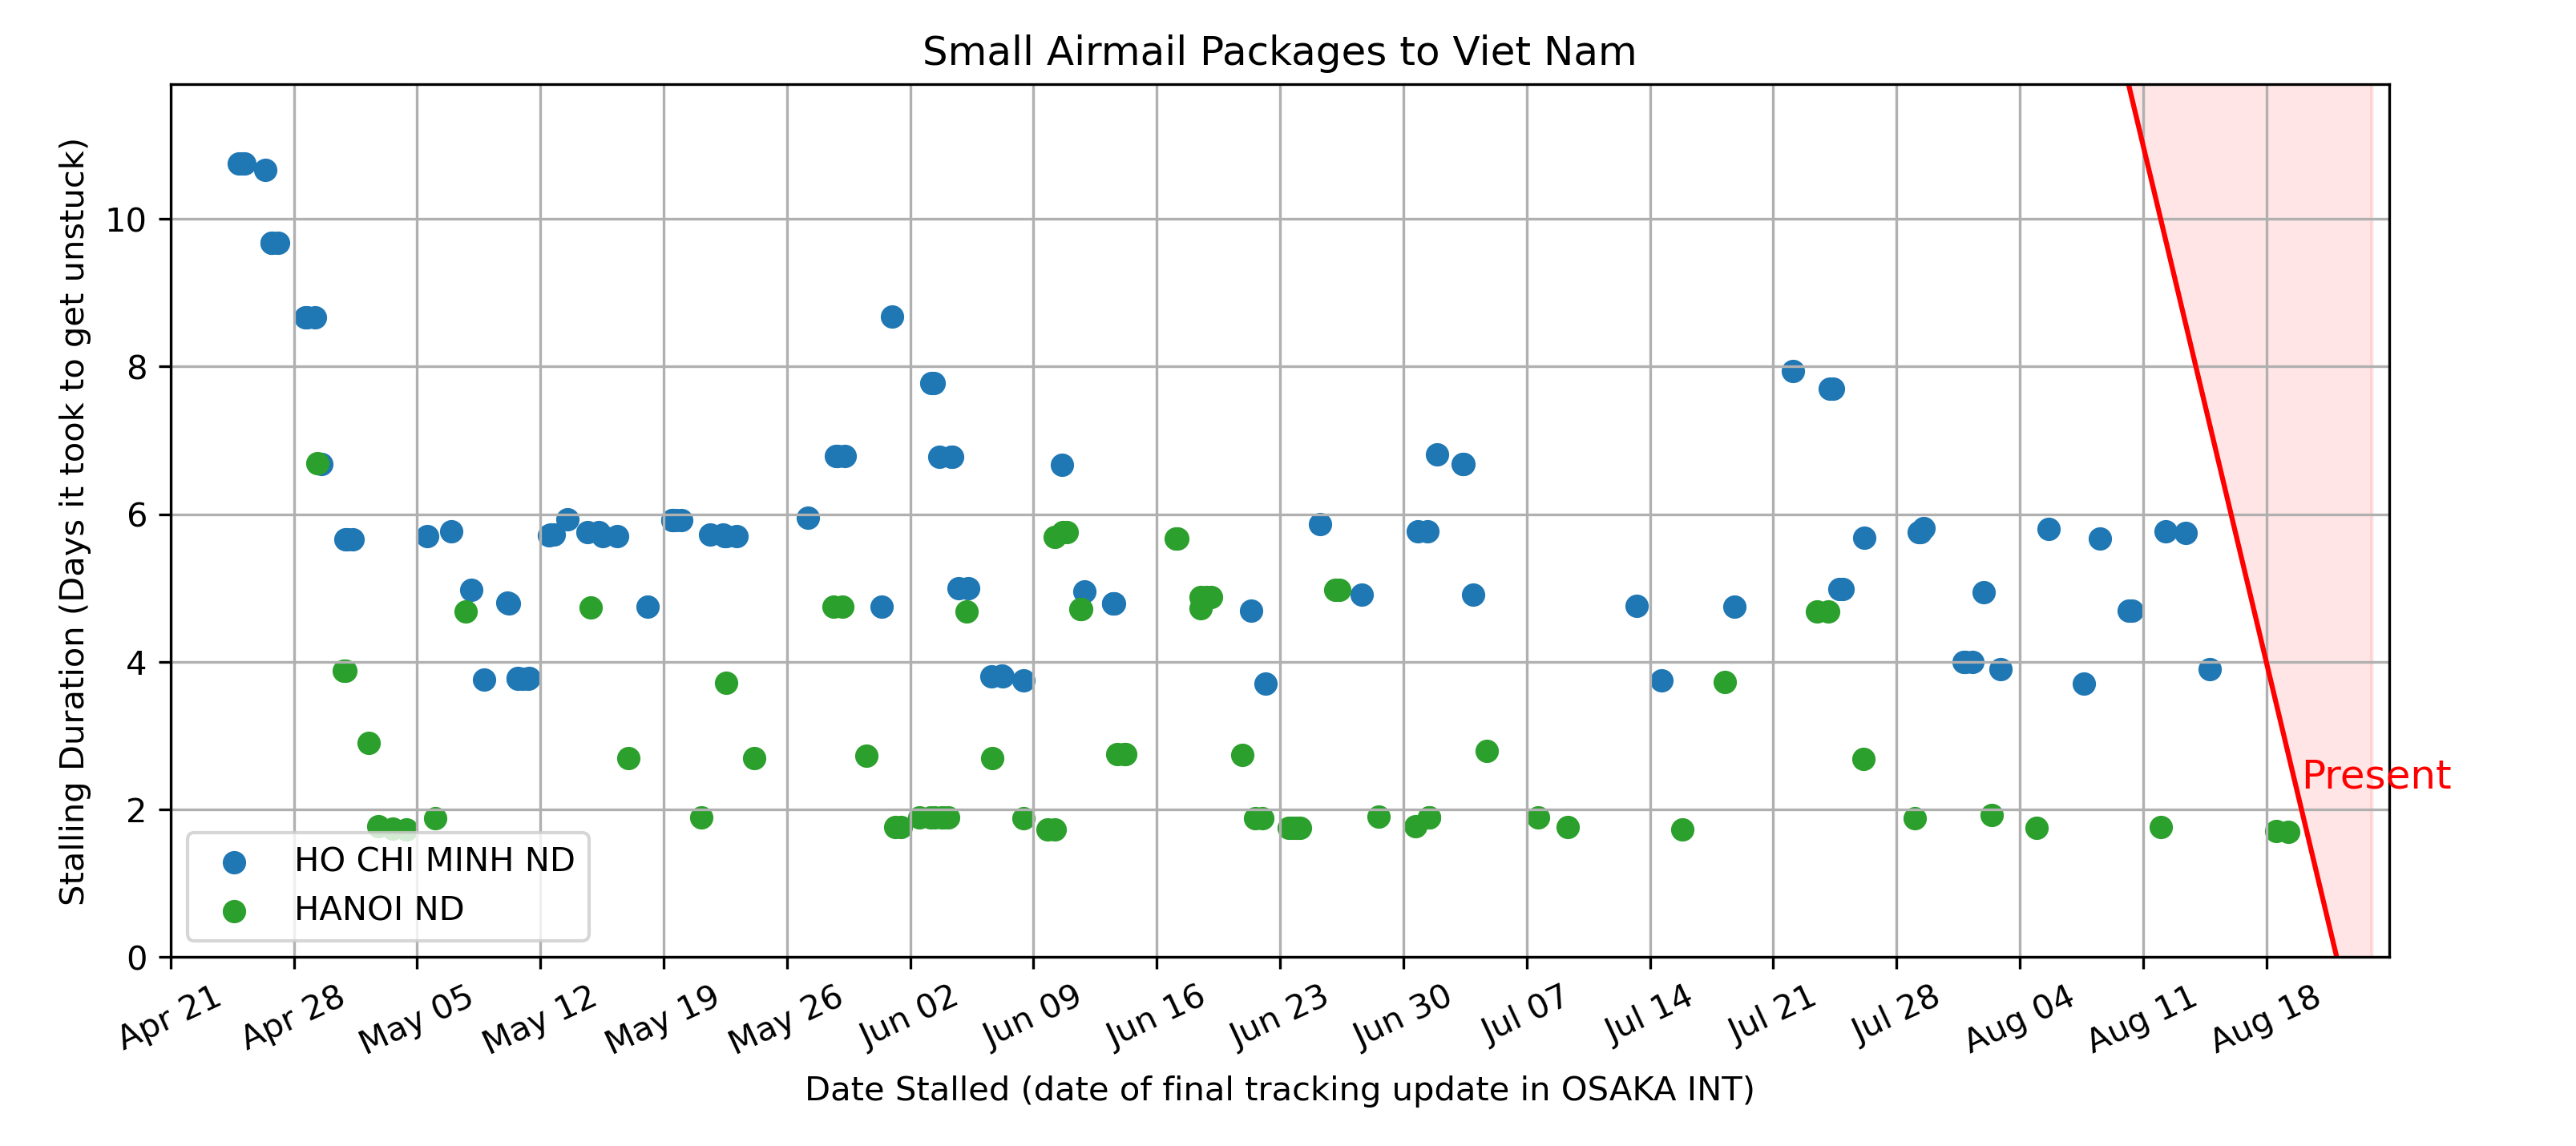 Small Airmail Packages to Viet Nam
Stalling Duration (Days it took to get unstuck)
10
8
6
4
2
0
Present
HO CHI MINH ND
HANOI ND
Apr 21
Apr 28
May 05
May 12
May 19
May 26
Jun 02
Jun 09
Jun 16
Jun 23
Jun 30
Jul 07
Jul 14
Jul 21
Jul 28
Aug 04
Aug 11
Aug 18
Date Stalled (date of final tracking update in OSAKA INT)